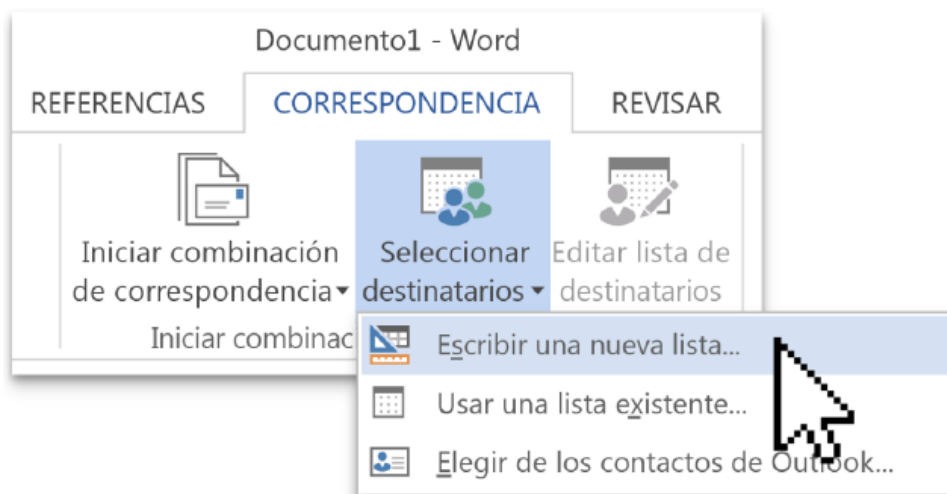 Documento1 - Word
REFERENCIAS CORRESPONDENCIA REVISAR
Iniciar combinación
de correspondencia
Seleccionar
destinatarios
Editar lista de
destinatarios
Iniciar combinac
Escribir una nueva lista...
Usar una lista existente...
Elegir de los contactos de Outlook...